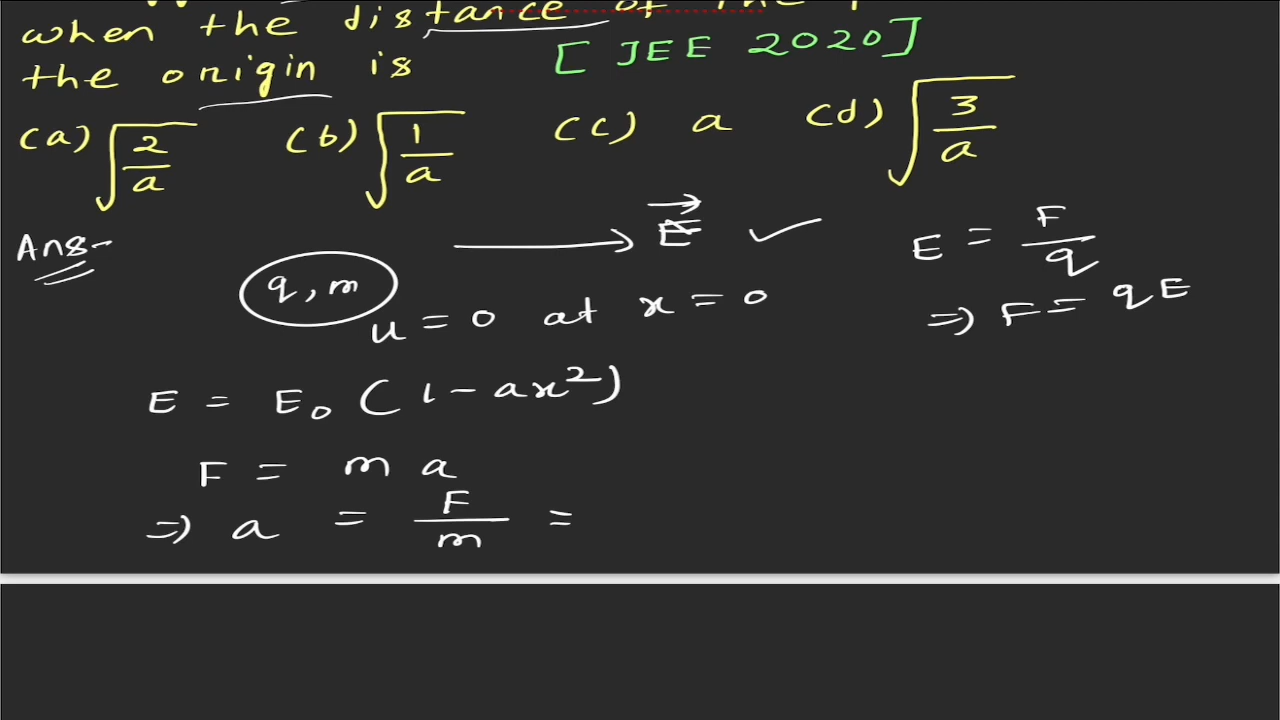 when the distance of the
the origin is [JEE 2020]
(a) √2/a (b) √1/a (c) a (d) √3/a
Ans-
E ✓ E = F/q
q, m
u = 0 at x = 0 => F = qE
E = E₀ (1 - ax²)
F = m a
=> a = F/m =